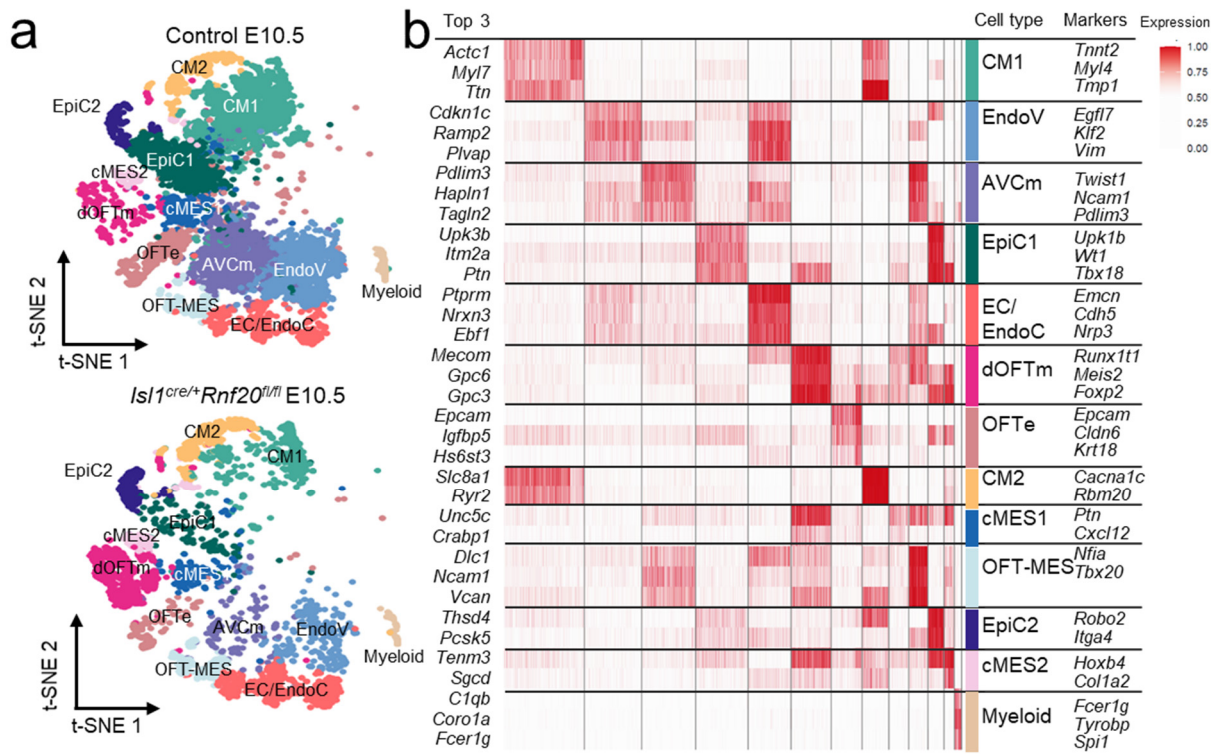 a
Control E10.5
CM2
CM1
EpiC2
EpiC1
cMES2
dOFTm
cMES
OFTe
AVCm
EndoV
Myeloid
OFT-MES
EC/EndoC
t-SNE 2
t-SNE 1
Isl1cre/+Rnf20fl/fl E10.5
CM2
CM1
EpiC2
EpiC1
cMES2
dOFTm
cMES
OFTe
AVCm
EndoV
Myeloid
OFT-MES
EC/EndoC
t-SNE 2
t-SNE 1
b
Top 3 Cell type Markers Expression
1.00
0.75
0.50
0.25
0.00
Actc1
Myl7
Ttn
CM1
Tnnt2
Myl4
Tmp1
Cdkn1c
Ramp2
Plvap
EndoV
Egfl7
Klf2
Vim
Pdlim3
Hapln1
Tagln2
AVCm
Twist1
Ncam1
Pdlim3
Upk3b
Itm2a
Ptn
EpiC1
Upk1b
Wt1
Tbx18
Ptprm
Nrxn3
Ebf1
EC/
EndoC
Emcn
Cdh5
Nrp3
Mecom
Gpc6
Gpc3
dOFTm
Runx1t1
Meis2
Foxp2
Epcam
Igfbp5
Hs6st3
OFTe
Epcam
Cldn6
Krt18
Slc8a1
Ryr2
CM2
Cacna1c
Rbm20
Unc5c
Crabp1
cMES1
Ptn
Cxcl12
Dlc1
Ncam1
Vcan
OFT-MES
Nfia
Tbx20
Thsd4
Pcsk5
EpiC2
Robo2
Itga4
Tenm3
Sgcd
cMES2
Hoxb4
Col1a2
C1qb
Coro1a
Fcer1g
Myeloid
Fcer1g
Tyrobp
Spi1